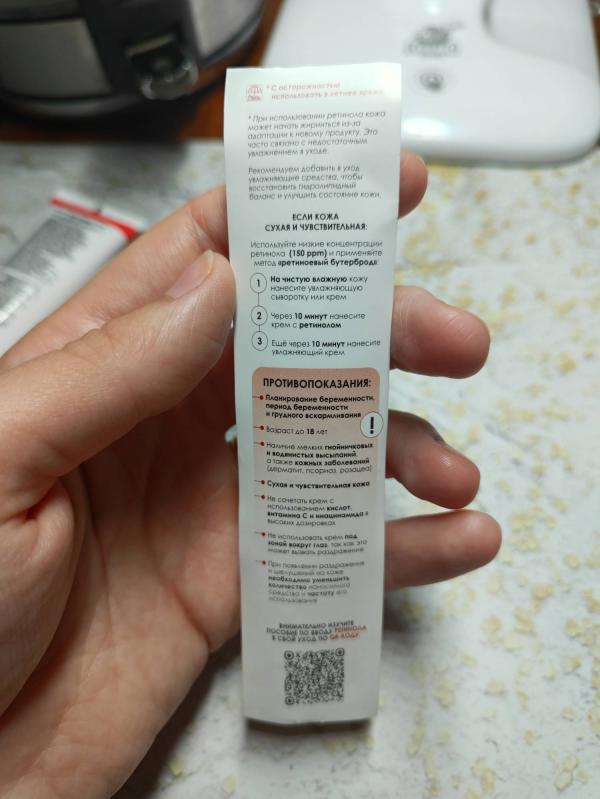 * С осторожностью
использовать в летнее время.
* При использовании ретинола кожа
может начать жирниться из-за
адаптации к новому продукту. Это
часто связано с недостаточным
увлажнением в уходе.
Рекомендуем добавить в уход
увлажняющие средства, чтобы
восстановить гидролипидный
баланс и улучшить состояние кожи.
ЕСЛИ КОЖА
СУХАЯ И ЧУВСТВИТЕЛЬНАЯ:
Используйте низкие концентрации
ретинола (150 ppm) и применяйте
метод «ретиноевый бутерброд»:
1 На чистую влажную кожу
нанесите увлажняющую
сыворотку или крем
2 Через 10 минут нанесите
крем с ретинолом
3 Ещё через 10 минут нанесите
увлажняющий крем
ПРОТИВОПОКАЗАНИЯ:
Планирование беременности,
период беременности
и грудного вскармливания
!
Возраст до 18 лет
Наличие мелких гнойничковых
и водянистых высыпаний,
а также кожных заболеваний
(дерматит, псориаз, розацеа)
Сухая и чувствительная кожа
Не сочетать крем с
использованием кислот,
витамина С и ниацинамида в
высоких дозировках
Не использовать крем под
зоной вокруг глаз, так как это
может вызвать раздражение
При появлении раздражения
и шелушений на коже
необходимо уменьшить
количество наносимого
средства и частоту его
использования
ВНИМАТЕЛЬНО ИЗУЧИТЕ
ПОСОБИЕ ПО ВВОДУ РЕТИНОЛА
В СВОЙ УХОД ПО QR-КОДУ.